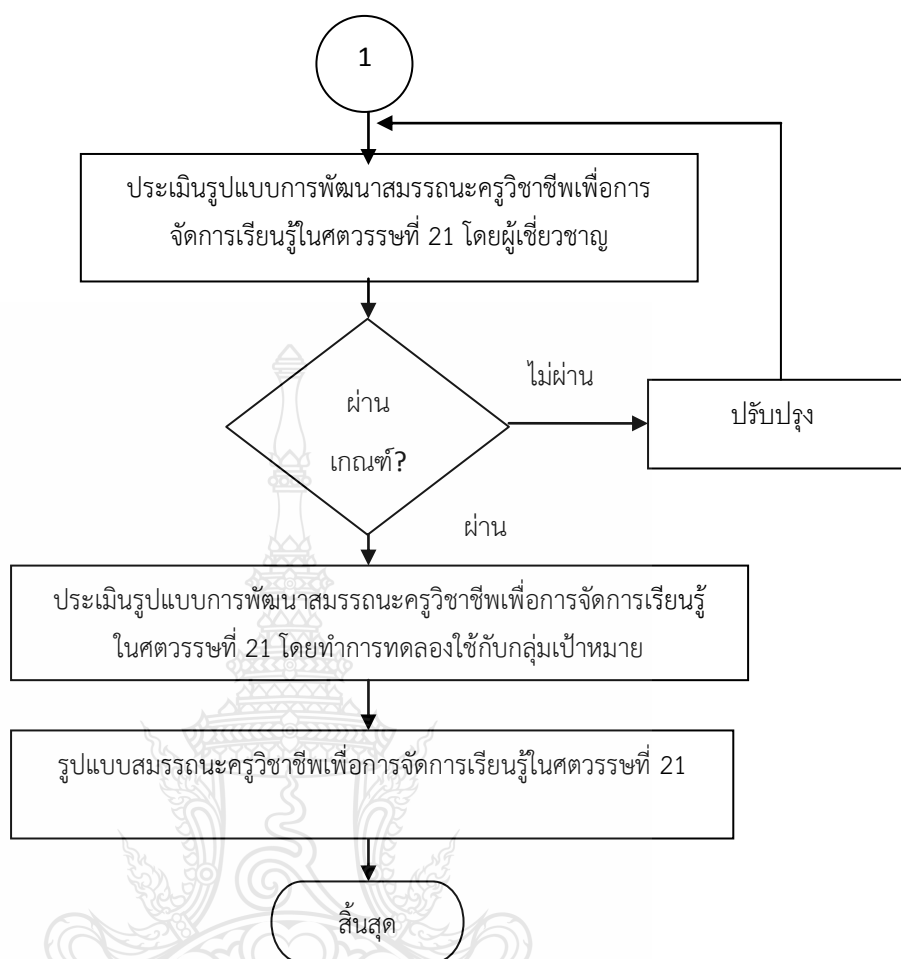 1
ประเมินรูปแบบการพัฒนาสมรรถนะครูวิชาชีพเพื่อการ
จัดการเรียนรู้ในศตวรรษที่ 21 โดยผู้เชี่ยวชาญ
ไม่ผ่าน
ผ่าน
เกณฑ์?
ปรับปรุง
ผ่าน
ประเมินรูปแบบการพัฒนาสมรรถนะครูวิชาชีพเพื่อการจัดการเรียนรู้
ในศตวรรษที่ 21 โดยทำการทดลองใช้กับกลุ่มเป้าหมาย
รูปแบบสมรรถนะครูวิชาชีพเพื่อการจัดการเรียนรู้ในศตวรรษที่ 21
สิ้นสุด